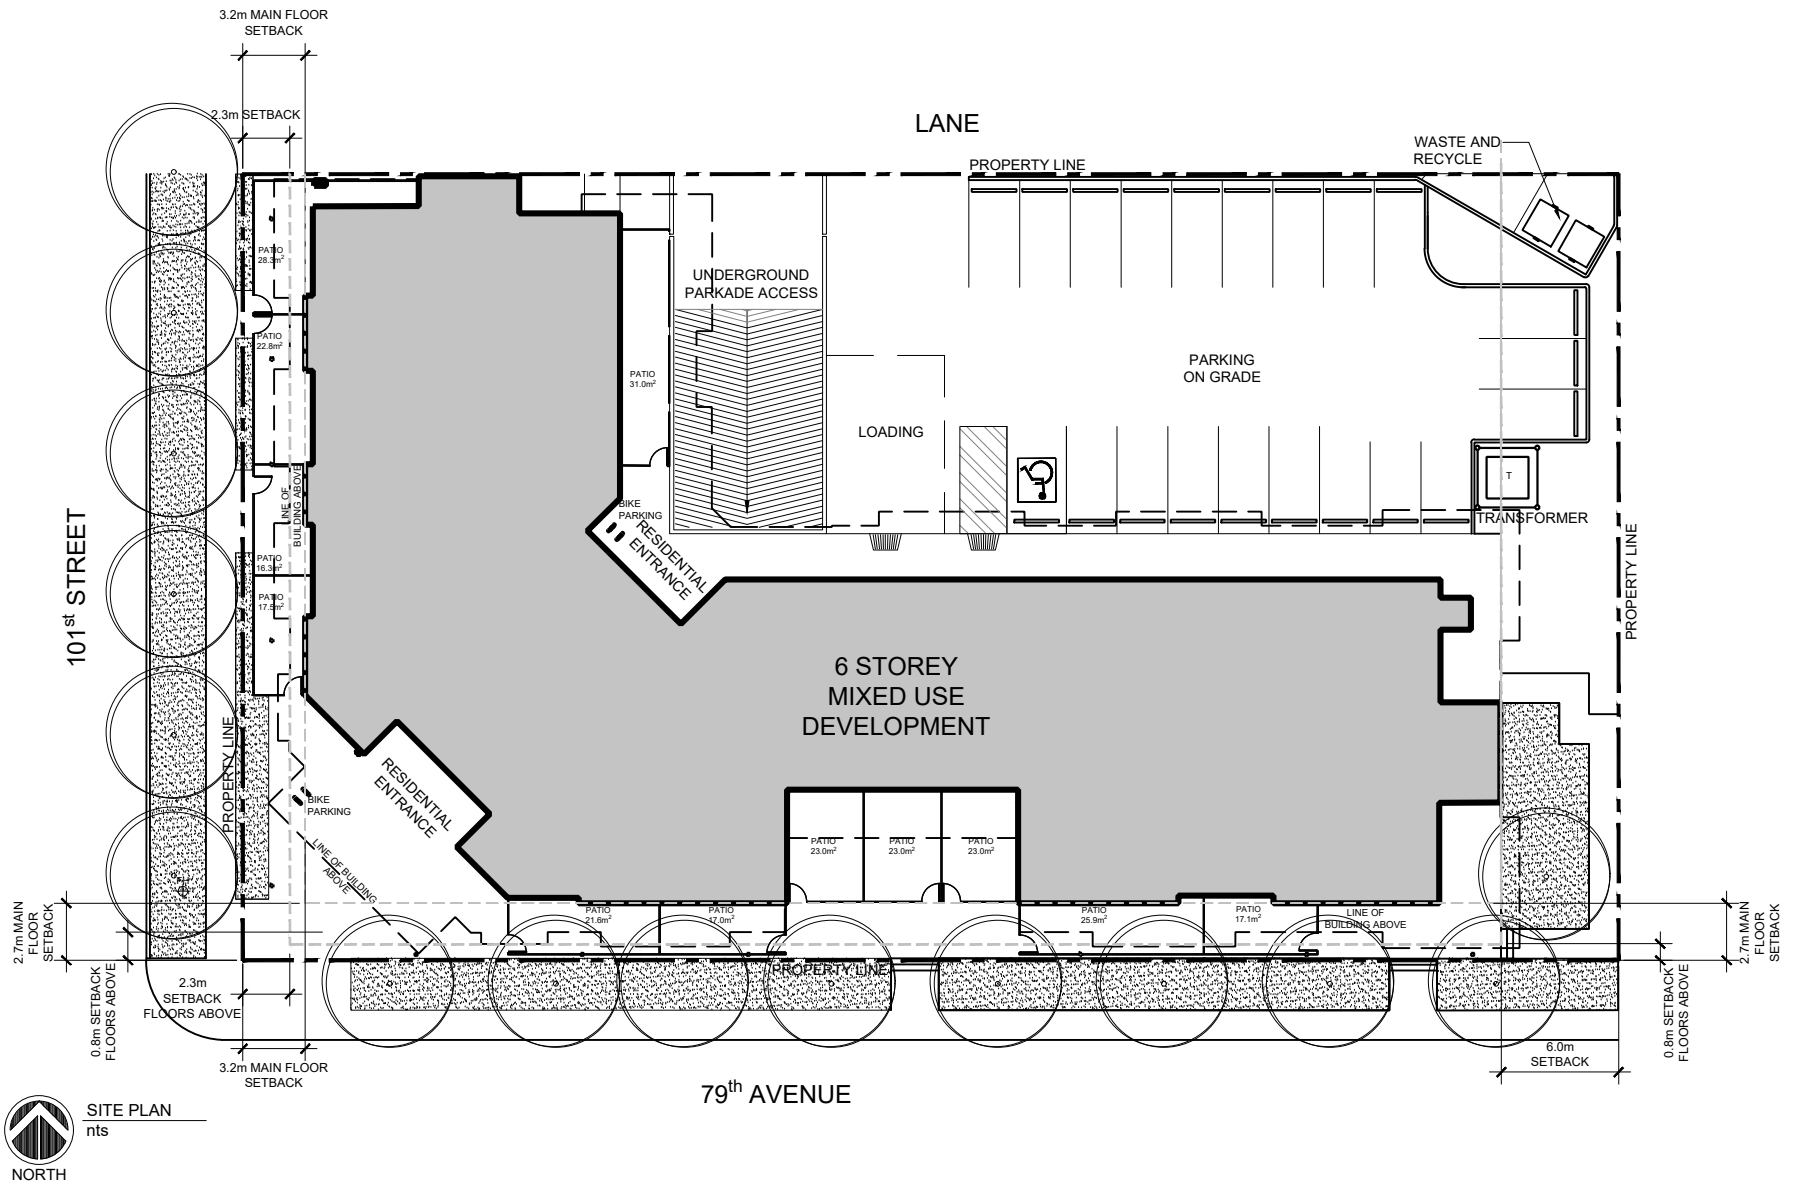 3.2m MAIN FLOOR
SETBACK
2.3m SETBACK
LANE
PROPERTY LINE
WASTE AND
RECYCLE
PATIO
28.3m²
UNDERGROUND
PARKADE ACCESS
PATIO
22.8m²
PATIO
31.0m²
PARKING
ON GRADE
LOADING
LINE OF
BUILDING ABOVE
T
TRANSFORMER
BIKE
PARKING
RESIDENTIAL
ENTRANCE
PATIO
16.3m²
PATIO
17.5m²
101st STREET
PROPERTY LINE
6 STOREY
MIXED USE
DEVELOPMENT
PROPERTY LINE
RESIDENTIAL
ENTRANCE
BIKE
PARKING
LINE OF BUILDING
ABOVE
PATIO
23.0m²
PATIO
23.0m²
PATIO
23.0m²
PATIO
21.6m²
PATIO
17.0m²
PATIO
25.9m²
PATIO
17.1m²
LINE OF
BUILDING ABOVE
2.7m MAIN
FLOOR
SETBACK
2.7m MAIN
FLOOR
SETBACK
PROPERTY LINE
0.8m SETBACK
FLOORS ABOVE
2.3m
SETBACK
FLOORS ABOVE
0.8m SETBACK
FLOORS ABOVE
6.0m
SETBACK
3.2m MAIN FLOOR
SETBACK
79th AVENUE
SITE PLAN
nts
NORTH